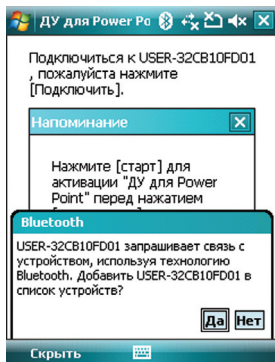 ДУ для Power Po
Подключиться к USER-32CB10FD01
, пожалуйста нажмите
[Подключить].
Напоминание
Нажмите [старт] для
активации "ДУ для Power
Point" перед нажатием
Bluetooth
USER-32CB10FD01 запрашивает связь с
устройством, используя технологию
Bluetooth. Добавить USER-32CB10FD01 в
список устройств?
Да Нет
Скрыть